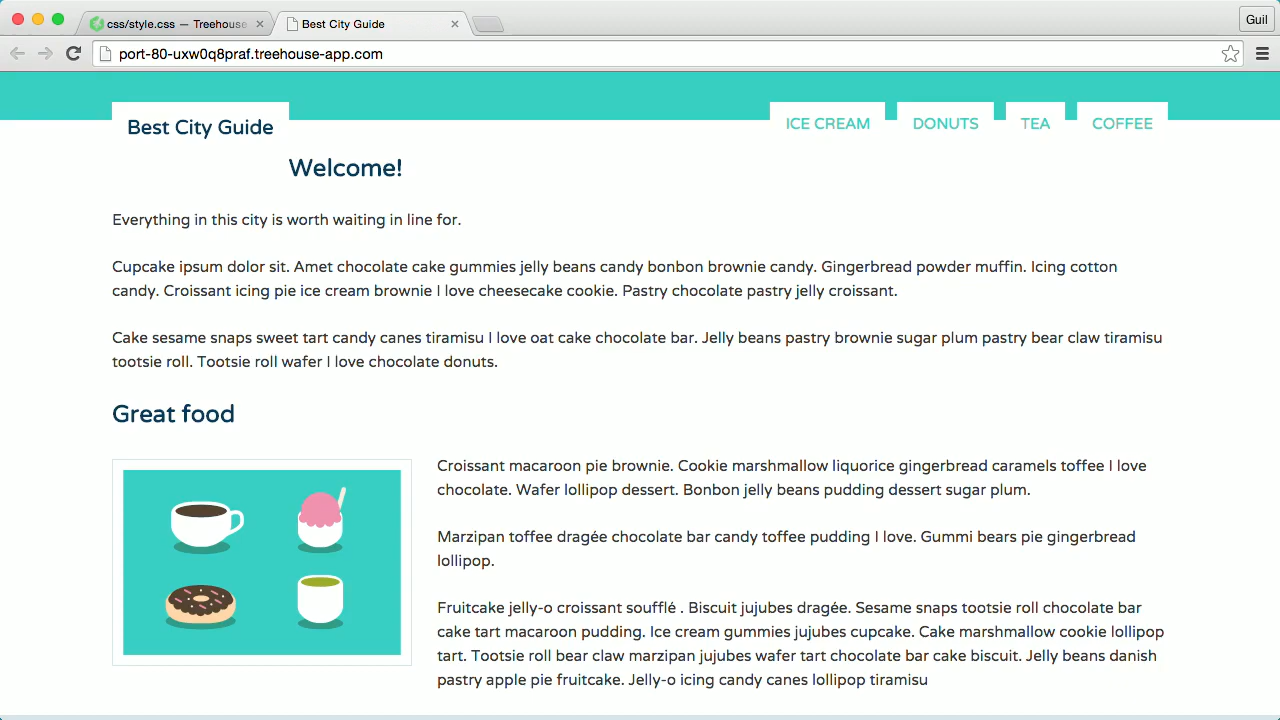 css/style.css — Treehouse
Best City Guide
Guil
port-80-uxw0q8praf.treehouse-app.com
Best City Guide
ICE CREAM
DONUTS
TEA
COFFEE
Welcome!
Everything in this city is worth waiting in line for.
Cupcake ipsum dolor sit. Amet chocolate cake gummies jelly beans candy bonbon brownie candy. Gingerbread powder muffin. Icing cotton
candy. Croissant icing pie ice cream brownie I love cheesecake cookie. Pastry chocolate pastry jelly croissant.
Cake sesame snaps sweet tart candy canes tiramisu I love oat cake chocolate bar. Jelly beans pastry brownie sugar plum pastry bear claw tiramisu
tootsie roll. Tootsie roll wafer I love chocolate donuts.
Great food
Croissant macaroon pie brownie. Cookie marshmallow liquorice gingerbread caramels toffee I love
chocolate. Wafer lollipop dessert. Bonbon jelly beans pudding dessert sugar plum.
Marzipan toffee dragée chocolate bar candy toffee pudding I love. Gummi bears pie gingerbread
lollipop.
Fruitcake jelly-o croissant soufflé . Biscuit jujubes dragée. Sesame snaps tootsie roll chocolate bar
cake tart macaroon pudding. Ice cream gummies jujubes cupcake. Cake marshmallow cookie lollipop
tart. Tootsie roll bear claw marzipan jujubes wafer tart chocolate bar cake biscuit. Jelly beans danish
pastry apple pie fruitcake. Jelly-o icing candy canes lollipop tiramisu